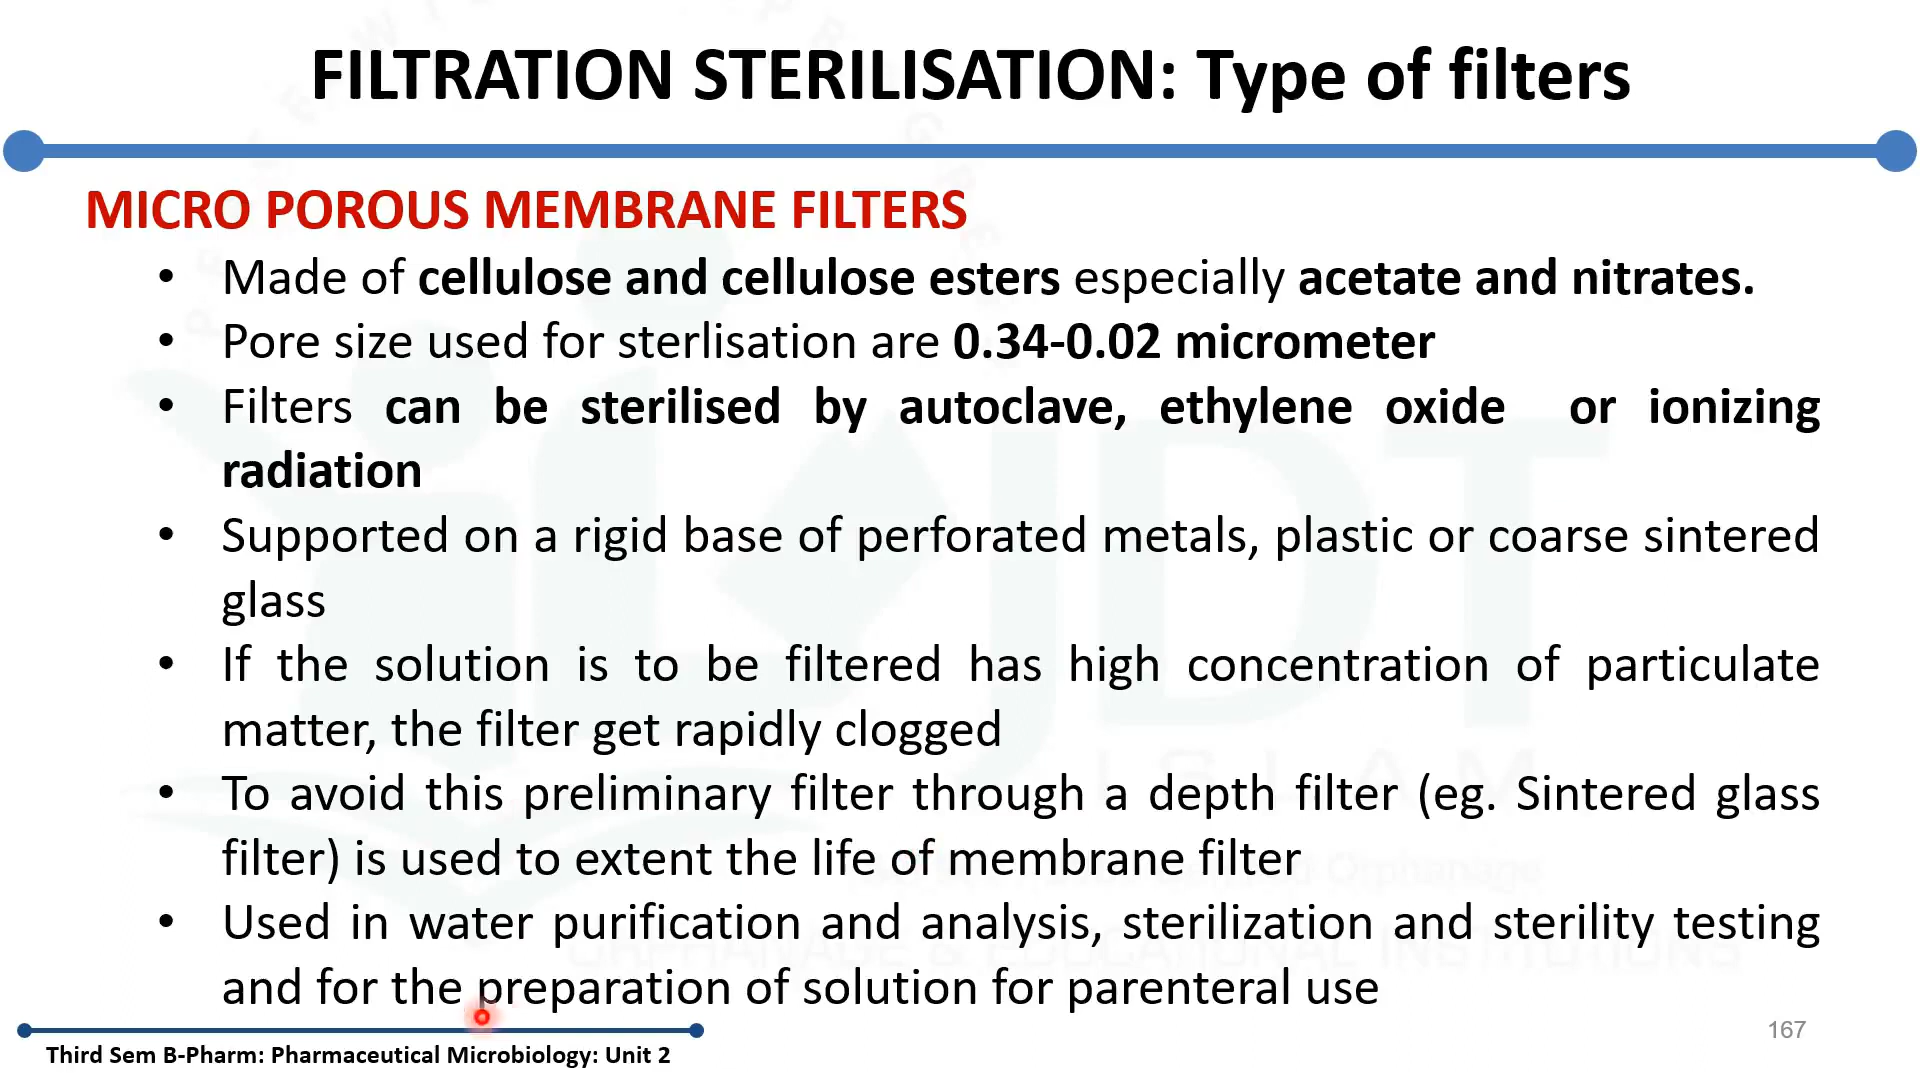 FILTRATION STERILISATION: Type of filters
MICRO POROUS MEMBRANE FILTERS
• Made of cellulose and cellulose esters especially acetate and nitrates.
• Pore size used for sterlisation are 0.34-0.02 micrometer
• Filters can be sterilised by autoclave, ethylene oxide or ionizing
radiation
• Supported on a rigid base of perforated metals, plastic or coarse sintered
glass
• If the solution is to be filtered has high concentration of particulate
matter, the filter get rapidly clogged
• To avoid this preliminary filter through a depth filter (eg. Sintered glass
filter) is used to extent the life of membrane filter
• Used in water purification and analysis, sterilization and sterility testing
and for the preparation of solution for parenteral use
JDT
ISLAM
Orphanage
ORPHANAGE & EDUCATIONAL INSTITUTIONS
167
Third Sem B-Pharm: Pharmaceutical Microbiology: Unit 2